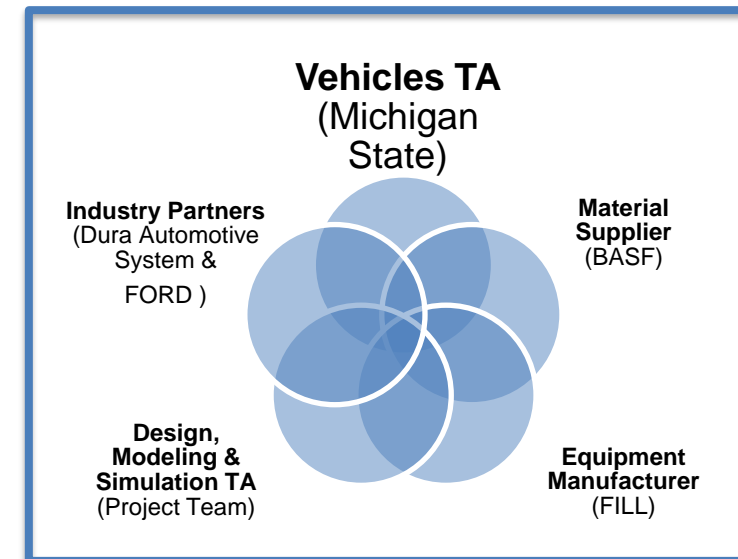 Vehicles TA
(Michigan
State)
Industry Partners
(Dura Automotive
System &
FORD )
Material
Supplier
(BASF)
Design,
Modeling &
Simulation TA
(Project Team)
Equipment
Manufacturer
(FILL)